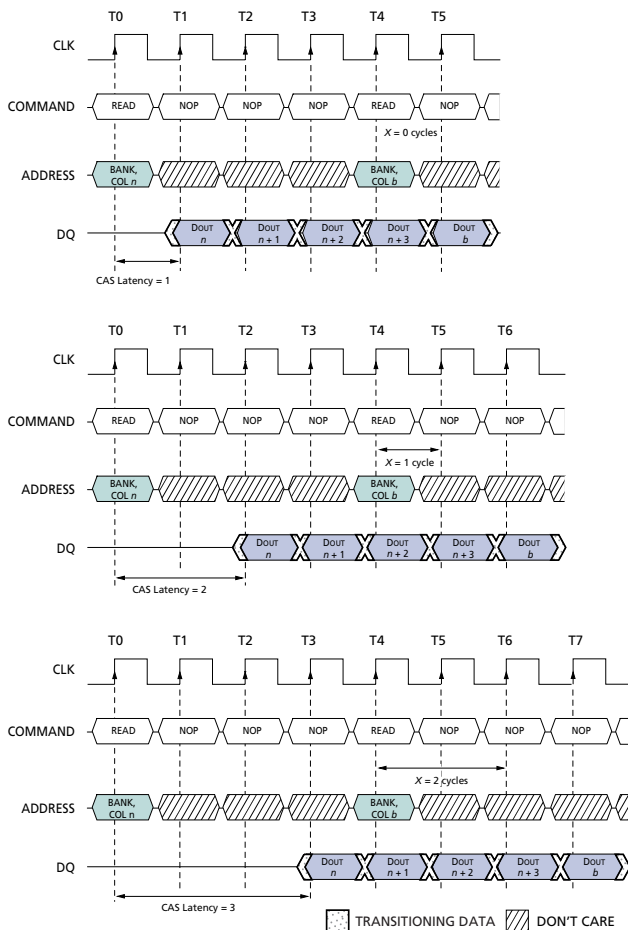 T0 T1 T2 T3 T4 T5
CLK
COMMAND READ NOP NOP NOP READ NOP
X = 0 cycles
ADDRESS BANK, COL n BANK, COL b
DQ DOUT n DOUT n + 1 DOUT n + 2 DOUT n + 3 DOUT b
CAS Latency = 1
T0 T1 T2 T3 T4 T5 T6
CLK
COMMAND READ NOP NOP NOP READ NOP NOP
X = 1 cycle
ADDRESS BANK, COL n BANK, COL b
DQ DOUT n DOUT n + 1 DOUT n + 2 DOUT n + 3 DOUT b
CAS Latency = 2
T0 T1 T2 T3 T4 T5 T6 T7
CLK
COMMAND READ NOP NOP NOP READ NOP NOP NOP
X = 2 cycles
ADDRESS BANK, COL n BANK, COL b
DQ DOUT n DOUT n + 1 DOUT n + 2 DOUT n + 3 DOUT b
CAS Latency = 3
TRANSITIONING DATA DON'T CARE